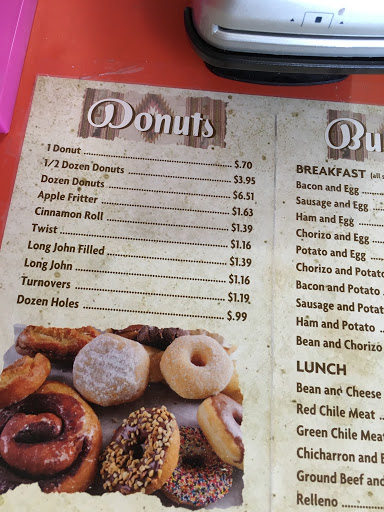 Donuts
1 Donut $.70
1/2 Dozen Donuts $3.95
Dozen Donuts $6.51
Apple Fritter $1.63
Cinnamon Roll $1.39
Twist $1.16
Long John Filled $1.39
Long John $1.16
Turnovers $1.19
Dozen Holes $.99
Bu
BREAKFAST (all s
Bacon and Egg
Sausage and Egg
Ham and Egg
Chorizo and Egg
Potato and Egg
Chorizo and Potato
Bacon and Potato
Sausage and Potato
Ham and Potato
Bean and Chorizo
LUNCH
Bean and Cheese
Red Chile Meat
Green Chile Meat
Chicharron and B
Ground Beef and
Relleno